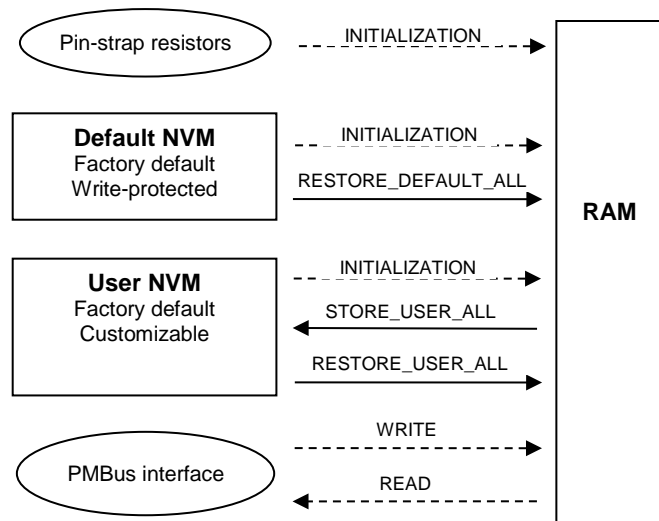 Pin-strap resistors
INITIALIZATION
Default NVM
Factory default
Write-protected
INITIALIZATION
RESTORE_DEFAULT_ALL
RAM
User NVM
Factory default
Customizable
INITIALIZATION
STORE_USER_ALL
RESTORE_USER_ALL
PMBus interface
WRITE
READ